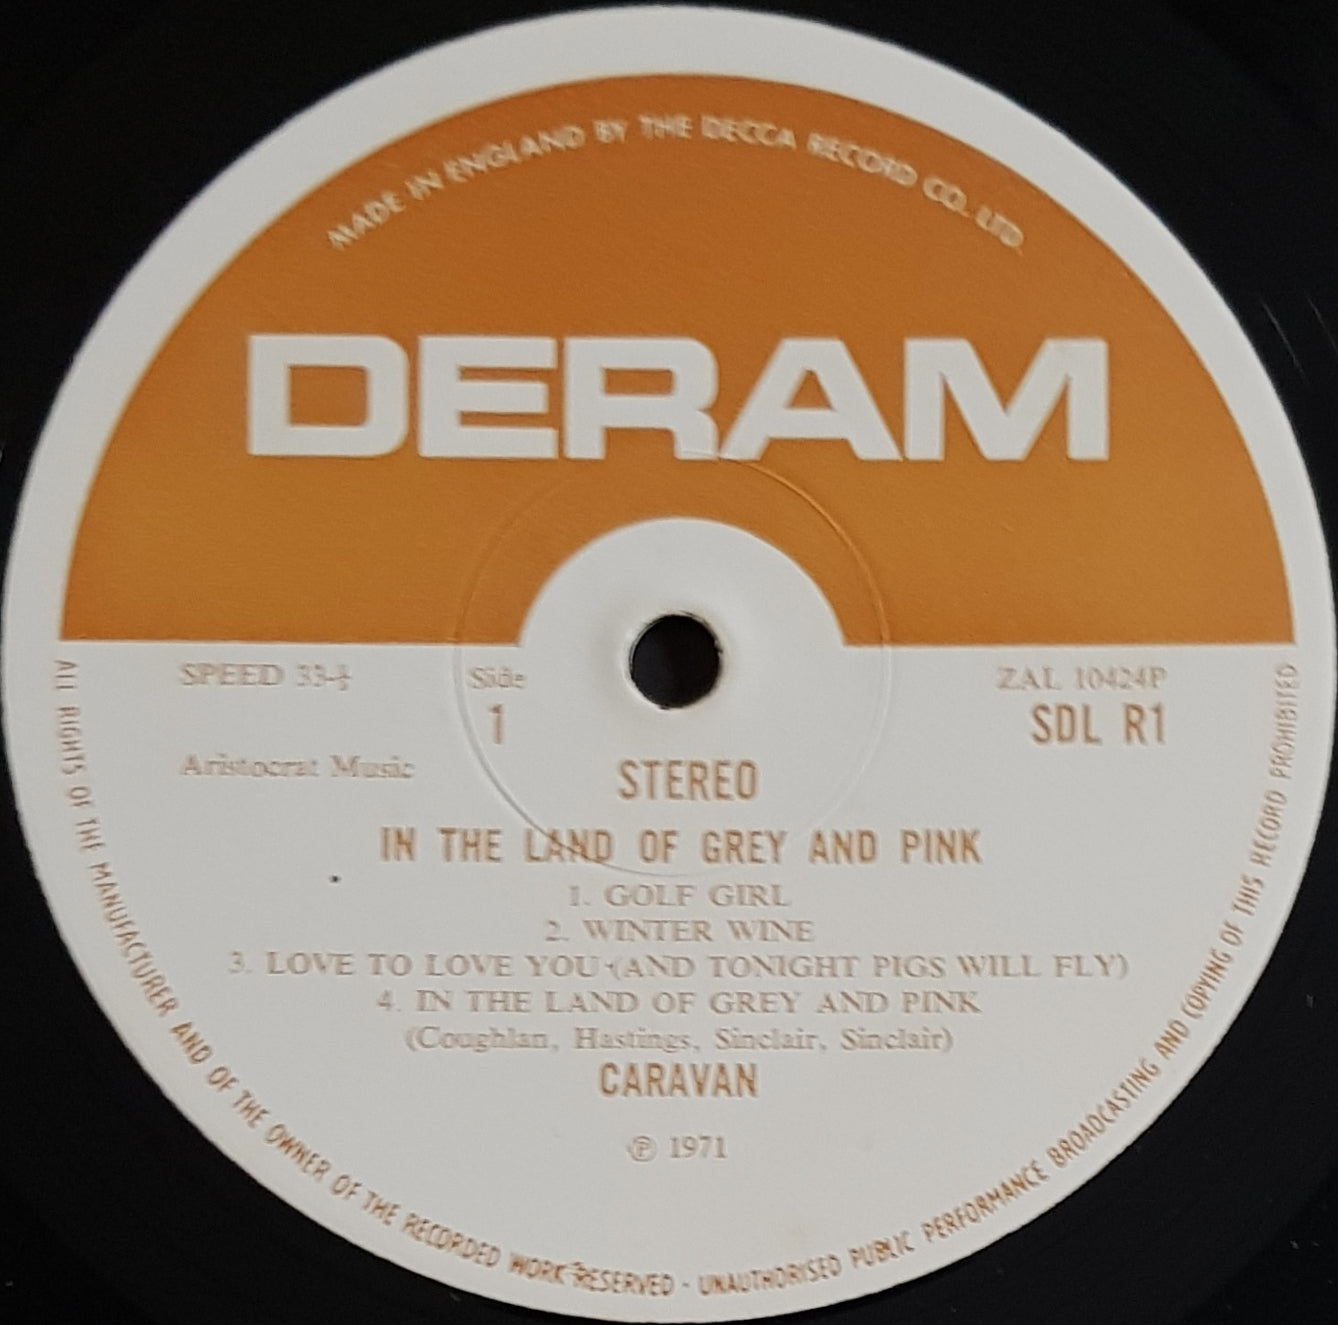 MADE IN ENGLAND BY THE DECCA RECORD CO. LTD.
DERAM
SPEED 33-⅓
Side
1
ZAL 10424P
SDL R1
Aristocrat Music
STEREO
IN THE LAND OF GREY AND PINK
1. GOLF GIRL
2. WINTER WINE
3. LOVE TO LOVE YOU (AND TONIGHT PIGS WILL FLY)
4. IN THE LAND OF GREY AND PINK
(Coughlan, Hastings, Sinclair, Sinclair)
CARAVAN
℗ 1971
ALL RIGHTS OF THE MANUFACTURER AND OF THE OWNER OF THE RECORDED WORK RESERVED - UNAUTHORISED PUBLIC PERFORMANCE BROADCASTING AND COPYING OF THIS RECORD PROHIBITED